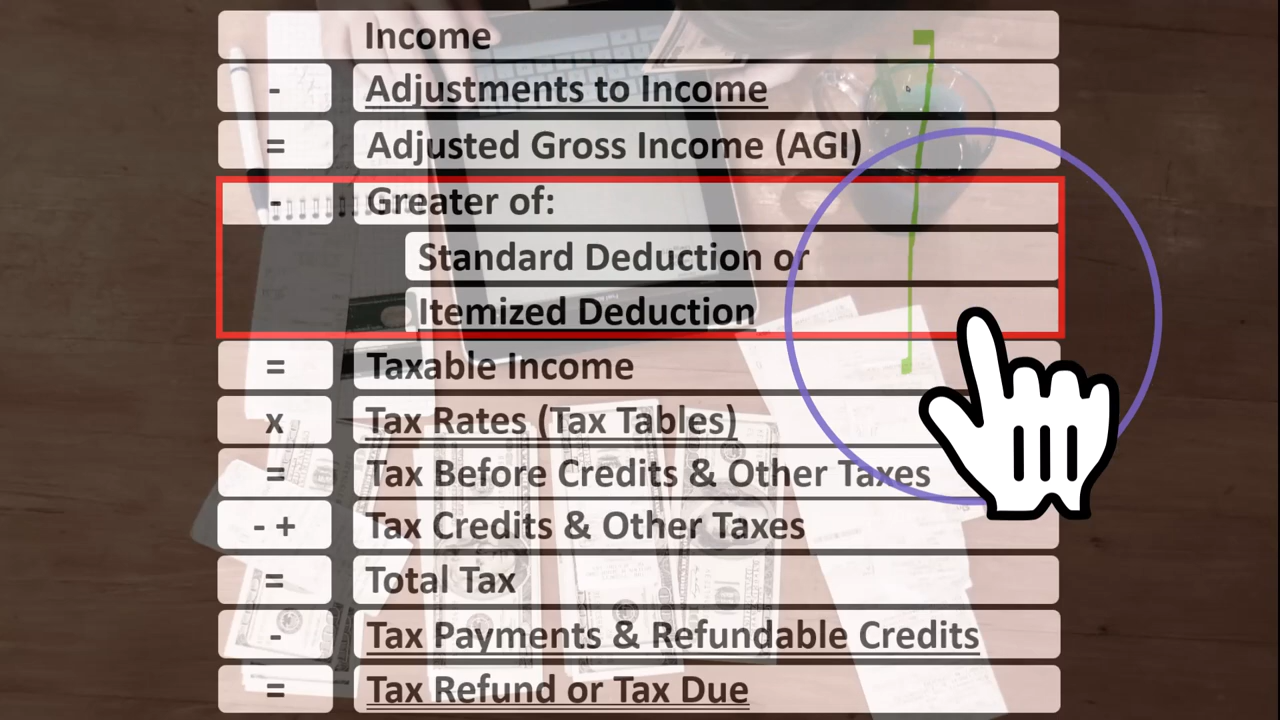 Income
- Adjustments to Income
= Adjusted Gross Income (AGI)
- Greater of:
Standard Deduction or
Itemized Deduction
= Taxable Income
x Tax Rates (Tax Tables)
= Tax Before Credits & Other Taxes
- + Tax Credits & Other Taxes
= Total Tax
- Tax Payments & Refundable Credits
= Tax Refund or Tax Due